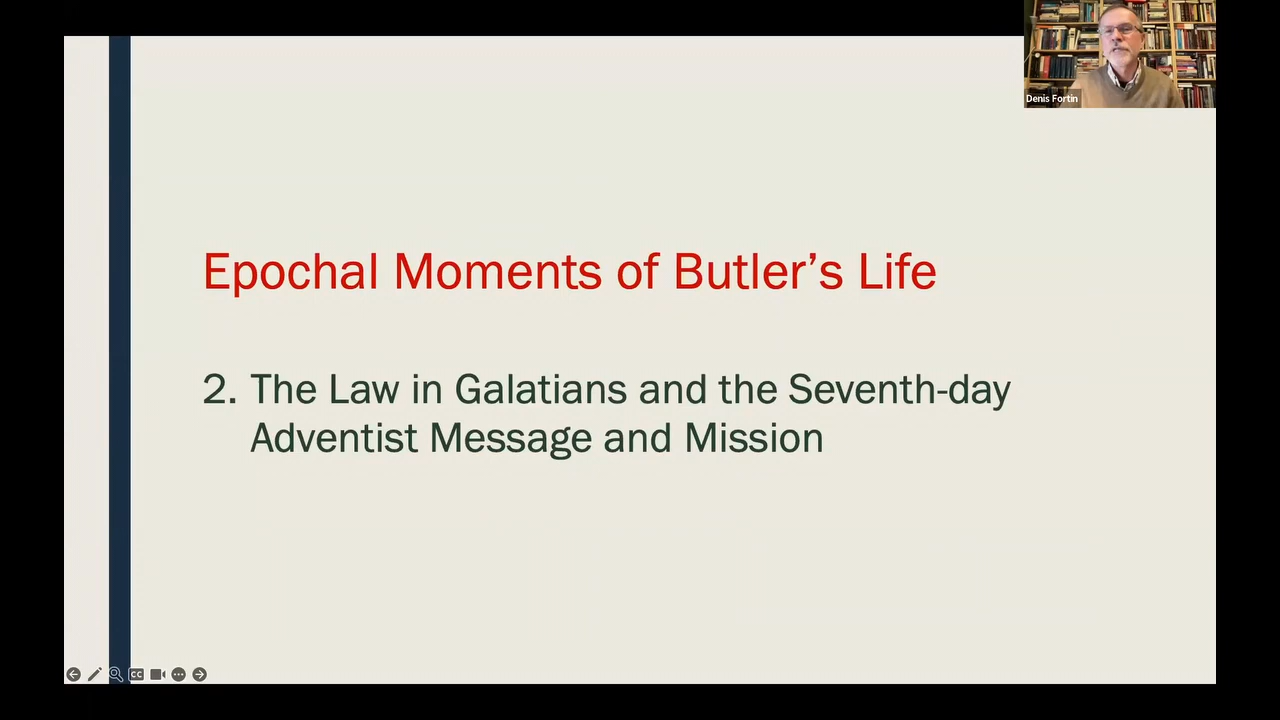 Denis Fortin
Epochal Moments of Butler's Life
2. The Law in Galatians and the Seventh-day
Adventist Message and Mission
CC